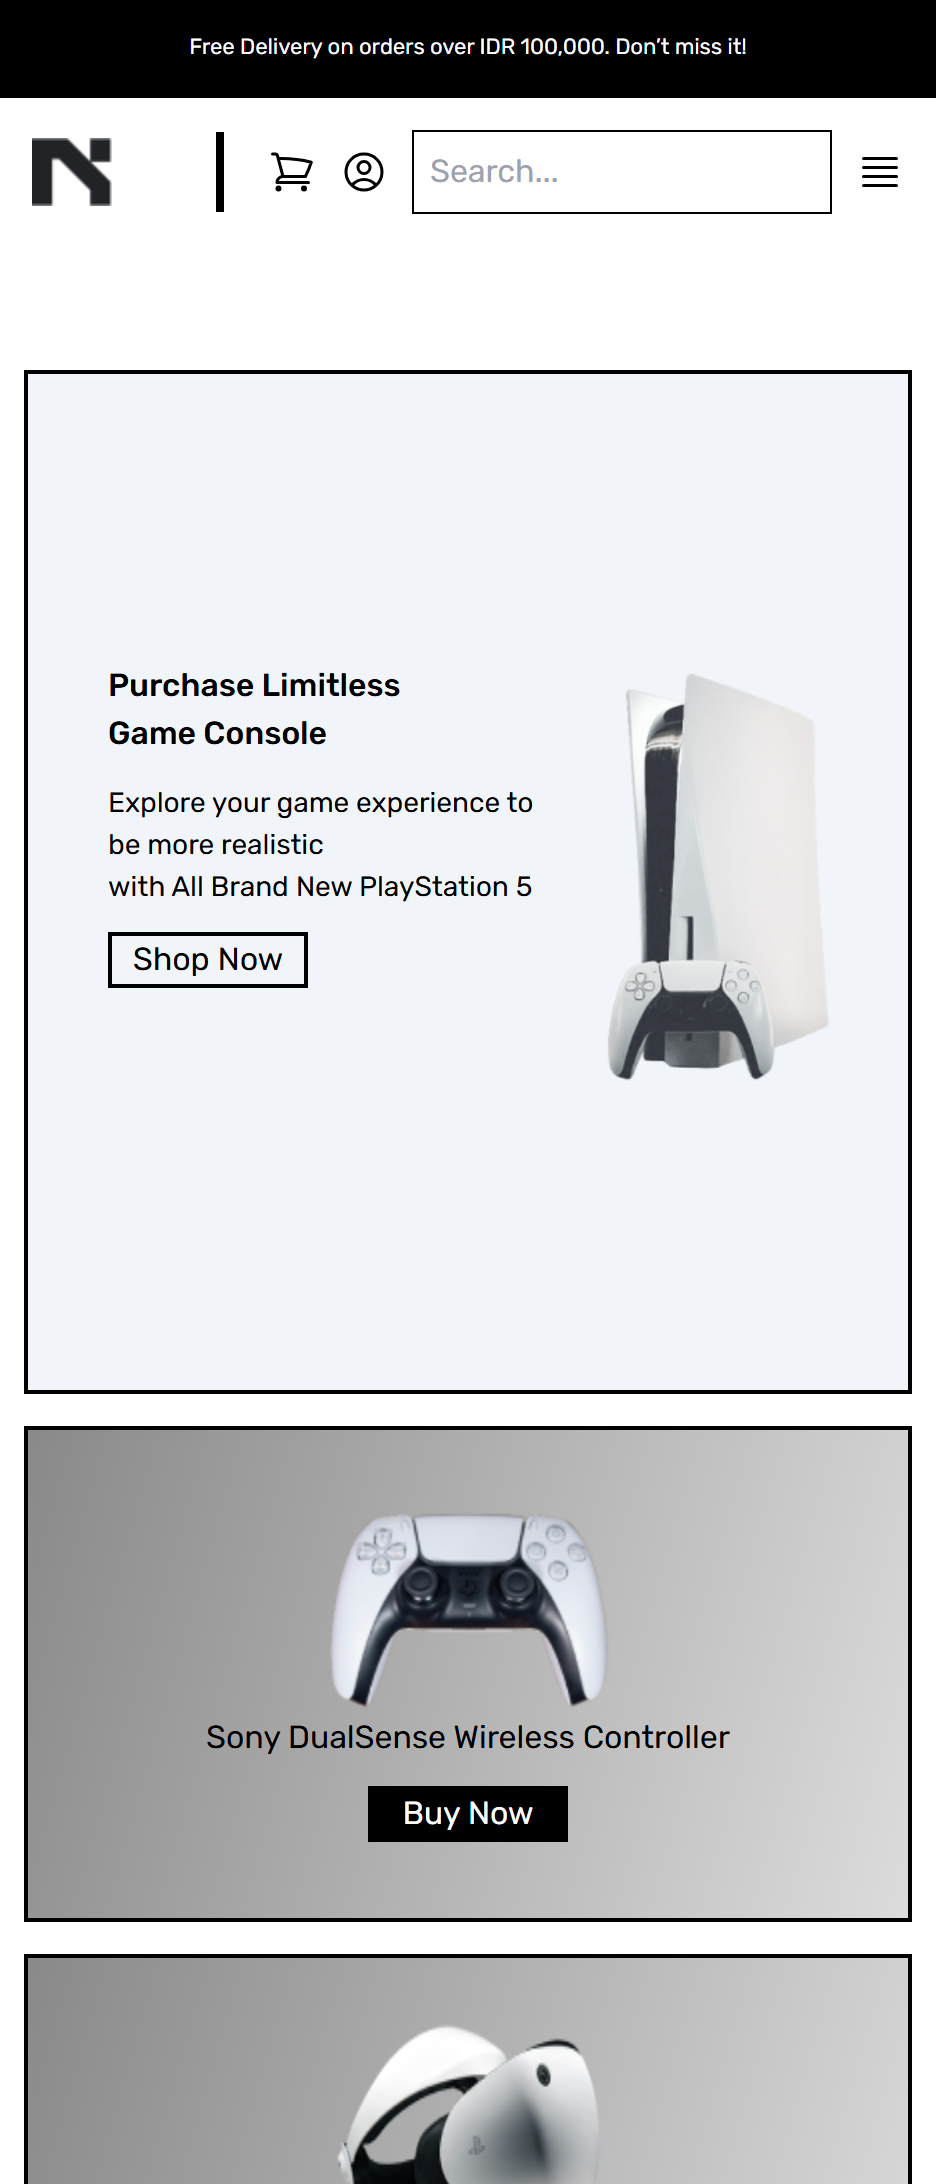 Free Delivery on orders over IDR 100,000. Don't miss it!
Search...
Purchase Limitless
Game Console
Explore your game experience to
be more realistic
with All Brand New PlayStation 5
Shop Now
Sony DualSense Wireless Controller
Buy Now